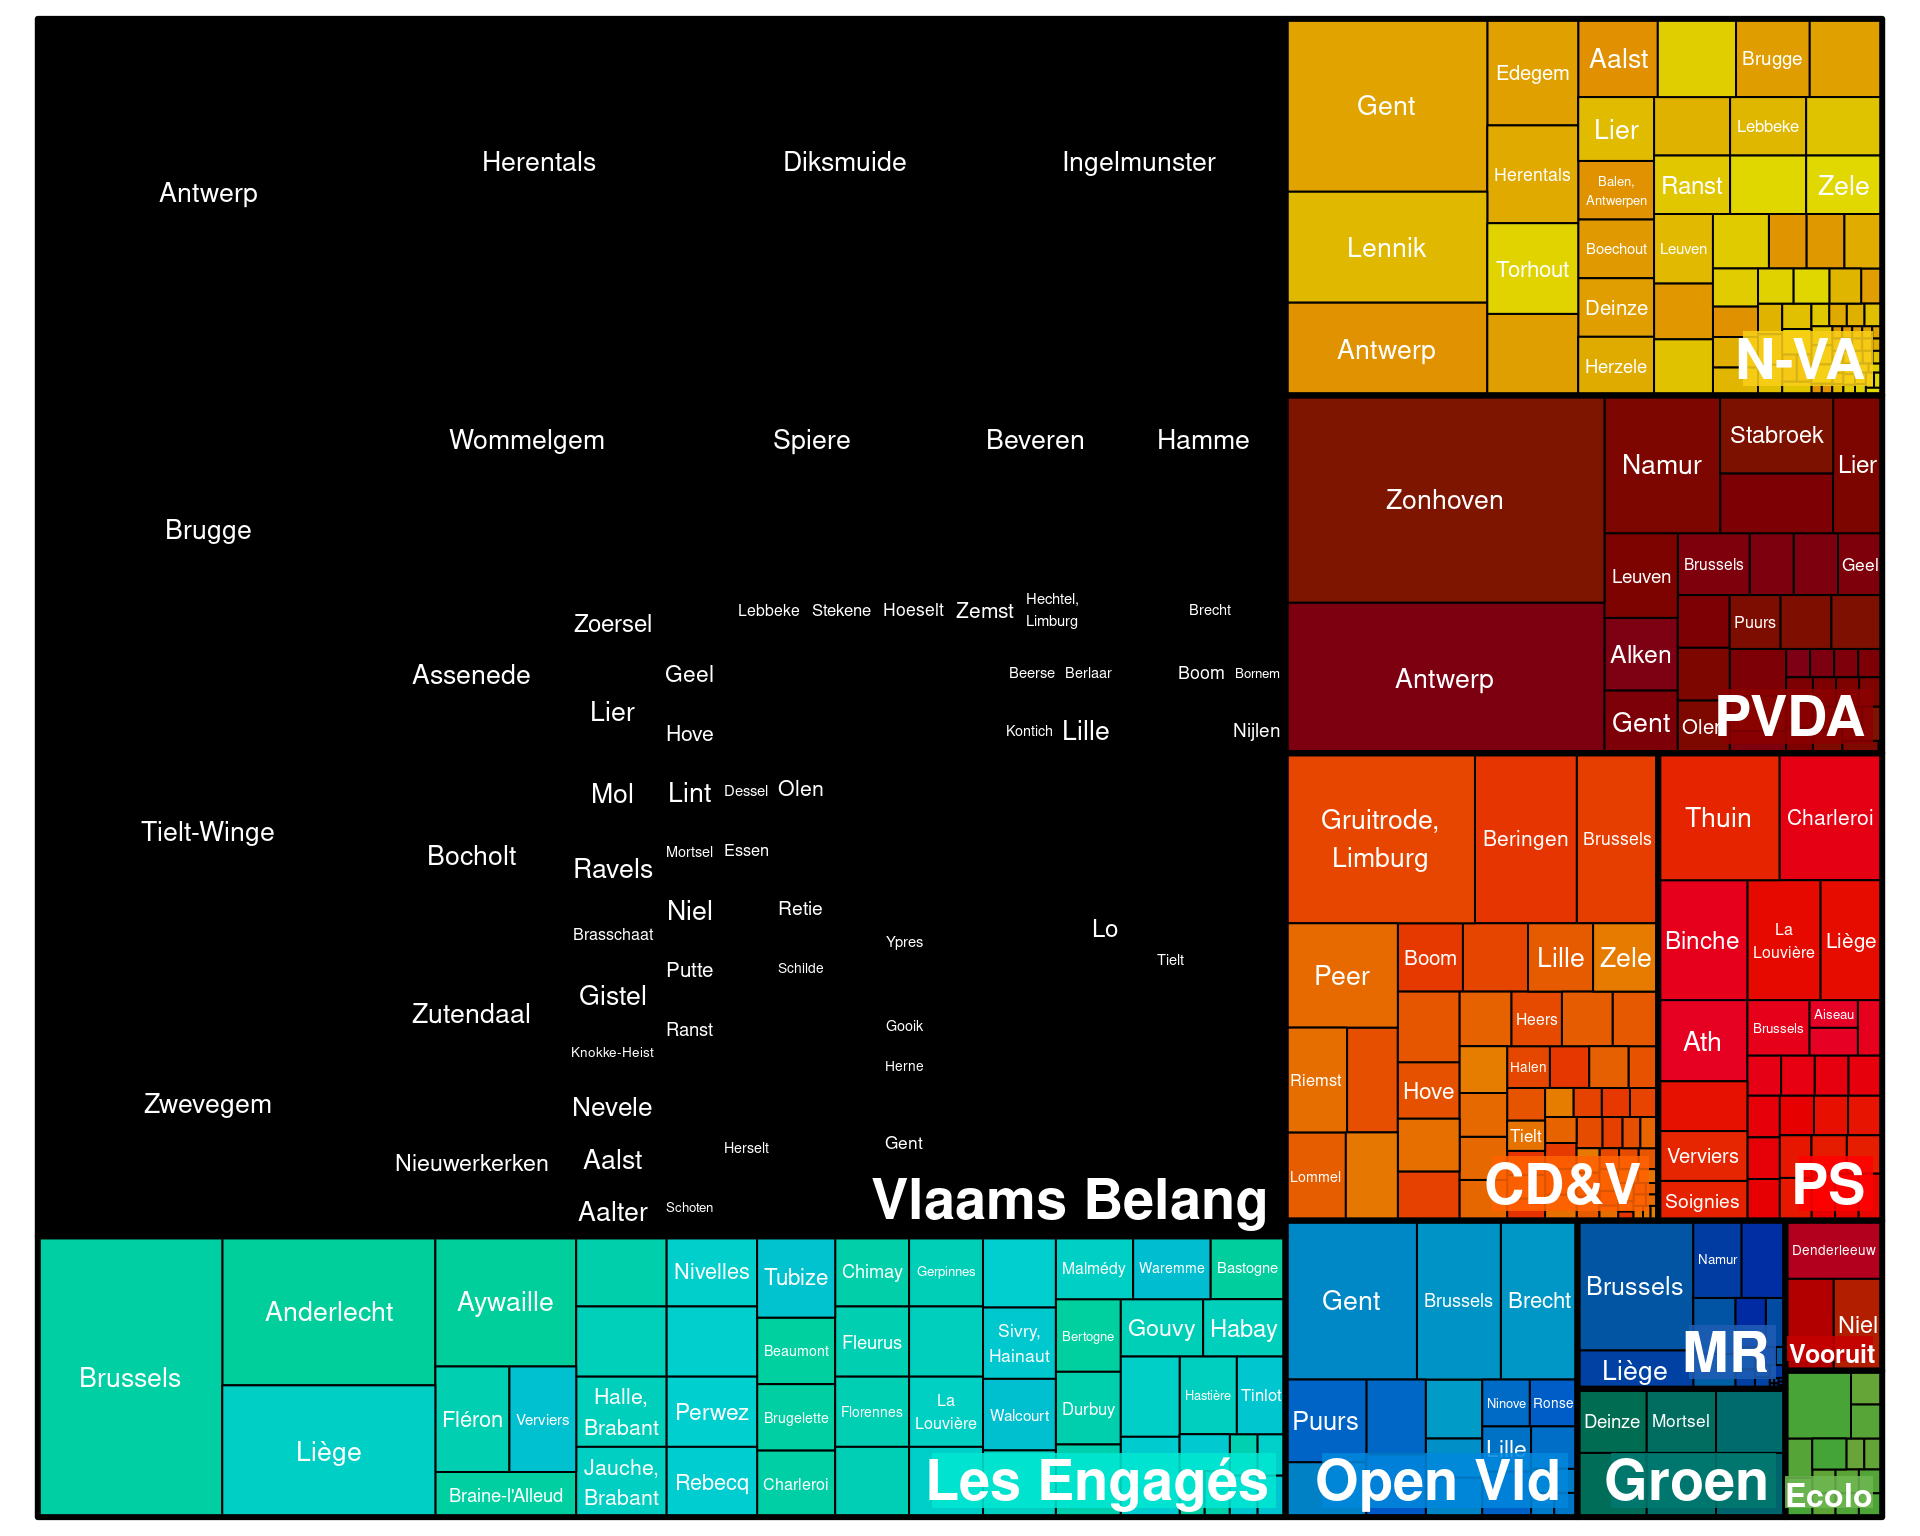 Antwerp
Herentals
Diksmuide
Ingelmunster
Brugge
Wommelgem
Spiere
Beveren
Hamme
Tielt-Winge
Zwevegem
Assenede
Bocholt
Zutendaal
Nieuwerkerken
Zoersel
Lier
Mol
Ravels
Brasschaat
Gistel
Knokke-Heist
Nevele
Aalst
Aalter
Geel
Hove
Lint
Mortsel
Niel
Putte
Ranst
Schoten
Lebbeke
Stekene
Hoeselt
Zemst
Hechtel,
Limburg
Brecht
Beerse
Berlaar
Boom
Bornem
Kontich
Lille
Nijlen
Dessel
Olen
Essen
Retie
Schilde
Herselt
Ypres
Gooik
Herne
Gent
Lo
Tielt
Vlaams Belang
Gent
Lennik
Antwerp
Edegem
Herentals
Torhout
Aalst
Brugge
Lier
Lebbeke
Balen,
Antwerpen
Ranst
Zele
Boechout
Leuven
Deinze
Herzele
N-VA
Zonhoven
Antwerp
Namur
Stabroek
Lier
Leuven
Brussels
Geel
Alken
Puurs
Gent
Olen
PVDA
Gruitrode,
Limburg
Beringen
Brussels
Peer
Boom
Lille
Zele
Riemst
Heers
Halen
Hove
Tielt
Lommel
CD&V
Thuin
Charleroi
Binche
La
Louvière
Liège
Ath
Brussels
Aiseau
Verviers
Soignies
PS
Brussels
Anderlecht
Liège
Aywaille
Fléron
Verviers
Braine-l'Alleud
Halle,
Brabant
Jauche,
Brabant
Nivelles
Perwez
Rebecq
Tubize
Beaumont
Brugelette
Charleroi
Chimay
Fleurus
Florennes
Gerpinnes
La
Louvière
Sivry,
Hainaut
Walcourt
Malmédy
Waremme
Bastogne
Bertogne
Gouvy
Habay
Durbuy
Hastière
Tinlot
Les Engagés
Gent
Brussels
Brecht
Puurs
Ninove
Ronse
Lille
Open Vld
Brussels
Namur
Liège
MR
Denderleeuw
Niel
Vooruit
Deinze
Mortsel
Groen
Ecolo